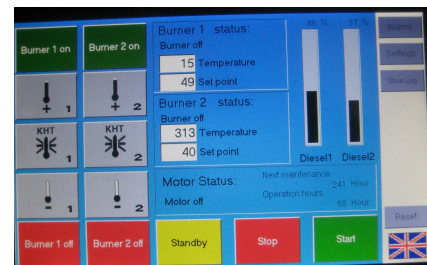 Burner 1 on
Burner 2 on
+ 1
+ 2
KHT
1
KHT
2
- 1
- 2
Burner 1 off
Burner 2 off
Burner 1 status:
Burner off
15 Temperature
49 Set point
Burner 2 status:
Burner off
313 Temperature
40 Set point
46 %
57 %
Diesel1 Diesel2
Motor Status:
Motor off
Next maintenance
241 Hour
Operation hours
68 Hour
Standby
Stop
Start
Alarms
Settings
Show Log
Reset